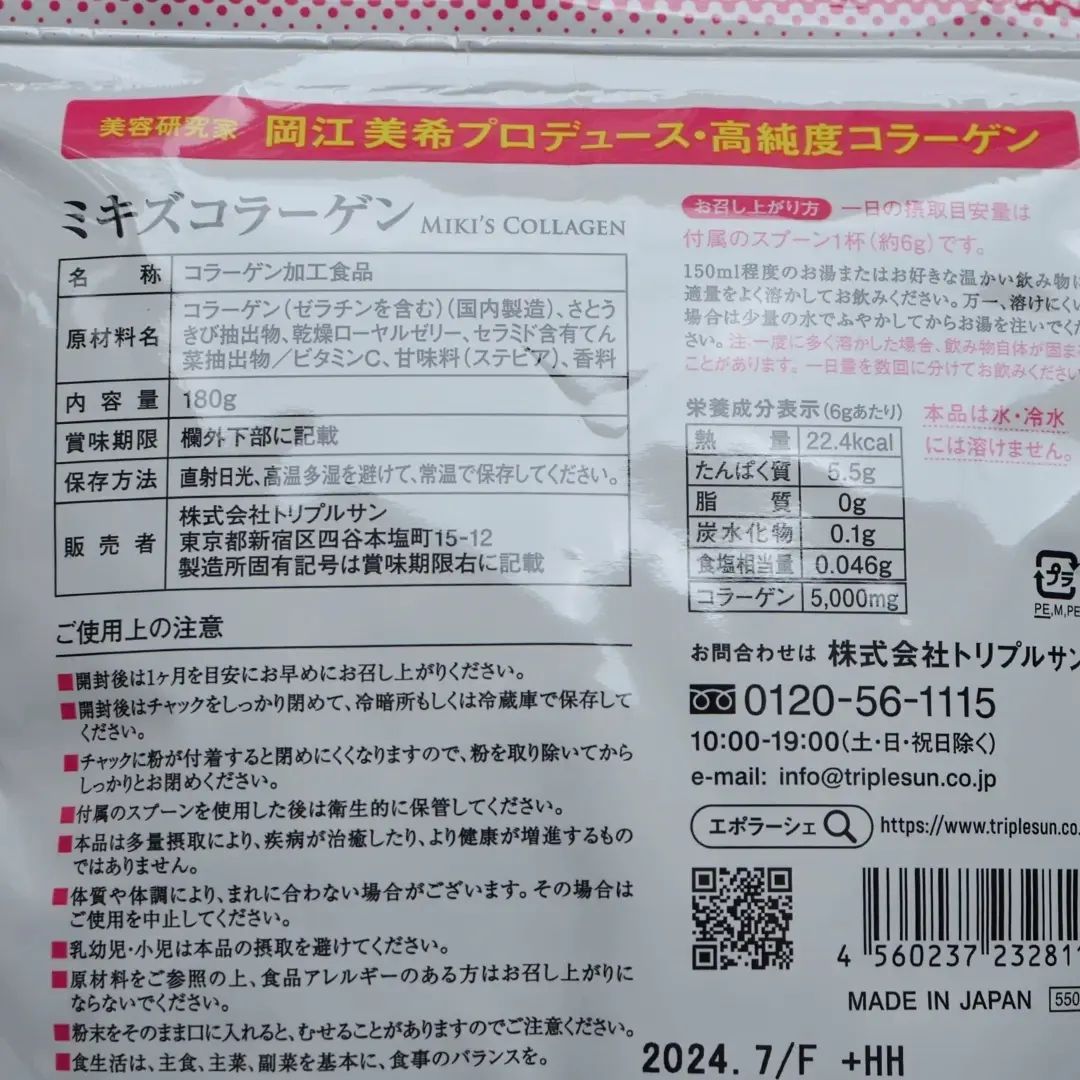 美容研究家 岡江美希プロデュース・高純度コラーゲン
ミキズコラーゲン MIKI'S COLLAGEN
名称 コラーゲン加工食品
原材料名 コラーゲン(ゼラチンを含む)(国内製造)、さとう
きび抽出物、乾燥ローヤルゼリー、セラミド含有てん
菜抽出物/ビタミンC、甘味料(ステビア)、香料
内容量 180g
賞味期限 欄外下部に記載
保存方法 直射日光、高温多湿を避けて、常温で保存してください。
販売者 株式会社トリプルサン
東京都新宿区四谷本塩町15-12
製造所固有記号は賞味期限右に記載
ご使用上の注意
■開封後は1ヶ月を目安にお早めにお召し上がりください。
■開封後はチャックをしっかり閉めて、冷暗所もしくは冷蔵庫で保存して
ください。
■チャックに粉が付着すると閉めにくくなりますので、粉を取り除いてから
しっかりとお閉めください。
■付属のスプーンを使用した後は衛生的に保管してください。
■本品は多量摂取により、疾病が治癒したり、より健康が増進するもの
ではありません。
■体質や体調により、まれに合わない場合がございます。その場合は
ご使用を中止してください。
■乳幼児・小児は本品の摂取を避けてください。
■原材料をご参照の上、食品アレルギーのある方はお召し上がりに
ならないでください。
■粉末をそのまま口に入れると、むせることがありますのでご注意ください。
■食生活は、主食、主菜、副菜を基本に、食事のバランスを。
お召し上がり方 一日の摂取目安量は
付属のスプーン1杯(約6g)です。
150ml程度のお湯またはお好きな温かい飲み物に
適量をよく溶かしてお飲みください。万一、溶けにくい
場合は少量の水でふやかしてからお湯を注いでくだ
さい。注:一度に多く溶かした場合、飲み物自体が固まる
ことがあります。一日量を数回に分けてお飲みください
栄養成分表示(6gあたり)
熱量 22.4kcal
たんぱく質 5.5g
脂質 0g
炭水化物 0.1g
食塩相当量 0.046g
コラーゲン 5,000mg
本品は水・冷水
には溶けません。
プラ
PE,M,PE
お問合わせは 株式会社トリプルサン
0120-56-1115
10:00-19:00(土・日・祝日除く)
e-mail: info@triplesun.co.jp
エポラーシェ https://www.triplesun.co.
4 560237 23281
MADE IN JAPAN 550
2024. 7/F +HH